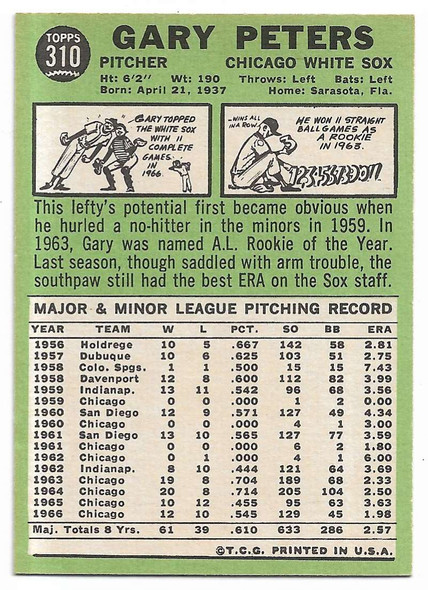 TOPPS
310
GARY PETERS
PITCHER CHICAGO WHITE SOX
Ht: 6'2" Wt: 190 Throws: Left Bats: Left
Born: April 21, 1937 Home: Sarasota, Fla.
GARY TOPPED
THE WHITE SOX
WITH
COMPLETE
GAMES
IN
1966
-WINS ALL
IN A ROW.
HE WON 11 STRAIGHT
BALL GAMES AS
A ROOKIE
IN 1963.
This lefty's potential first became obvious when
he hurled a no-hitter in the minors in 1959. In
1963, Gary was named A.L. Rookie of the Year.
Last season, though saddled with arm trouble, the
southpaw still had the best ERA on the Sox staff.
MAJOR & MINOR LEAGUE PITCHING RECORD
YEAR TEAM W L PCT. SO BB ERA
1956 Holdrege 10 5 .667 142 58 2.81
1957 Dubuque 10 6 .625 103 51 2.75
1958 Colo. Spgs. 1 1 .500 15 15 7.43
1958 Davenport 12 8 .600 112 82 3.99
1959 Indianap. 13 11 .542 96 68 3.56
1959 Chicago 0 0 .000 1 2 0.00
1960 San Diego 12 9 .571 127 49 4.34
1960 Chicago 0 0 .000 4 1 2.70
1961 San Diego 13 10 .565 127 77 3.59
1961 Chicago 0 0 .000 6 2 1.80
1962 Chicago 0 1 .000 4 1 6.00
1962 Indianap. 8 10 .444 121 64 3.69
1963 Chicago 19 8 .704 189 68 2.33
1964 Chicago 20 8 .714 205 104 2.50
1965 Chicago 10 12 .455 95 63 3.63
1966 Chicago 12 10 .545 129 45 1.98
Maj. Totals 8 Yrs. 61 39 .610 633 286 2.57
©T.C.G. PRINTED IN U.S.A.